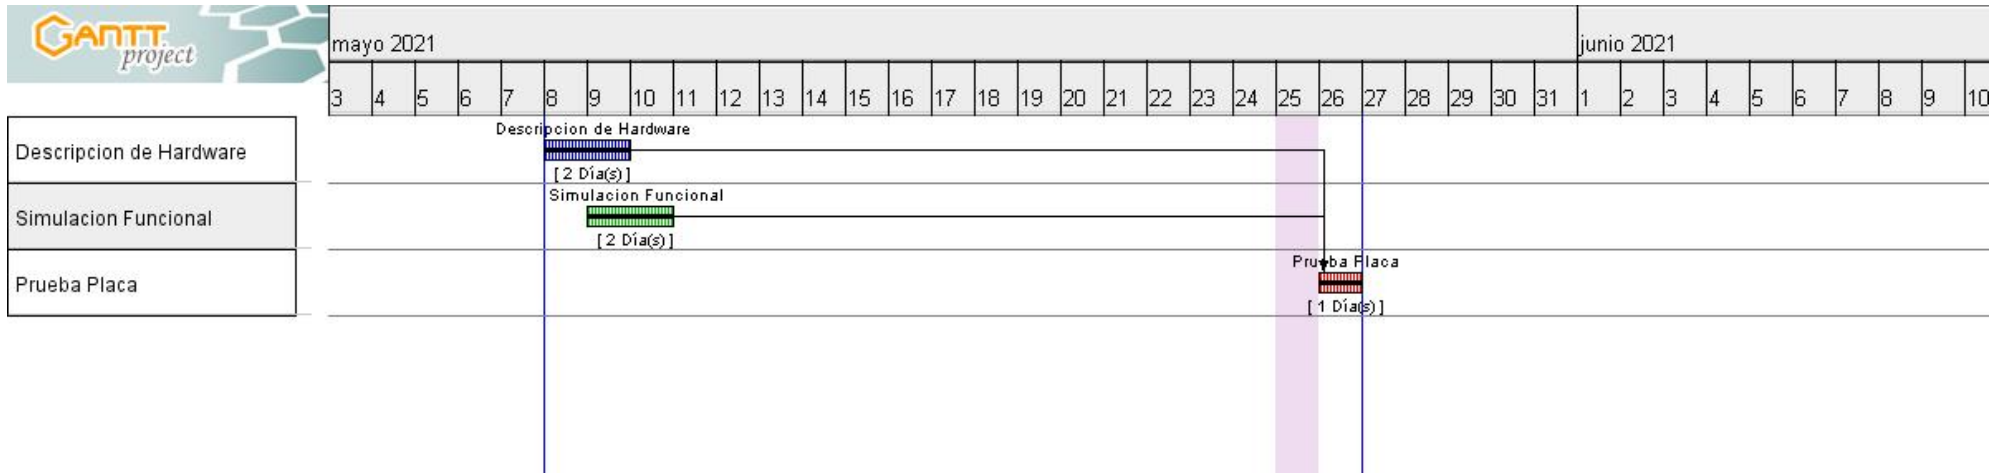 GANTT
project
mayo 2021
junio 2021
3 4 5 6 7 8 9 10 11 12 13 14 15 16 17 18 19 20 21 22 23 24 25 26 27 28 29 30 31 1 2 3 4 5 6 7 8 9 10
Descripcion de Hardware
Descripcion de Hardware
[ 2 Día(s) ]
Simulacion Funcional
Simulacion Funcional
[ 2 Día(s) ]
Prueba Placa
Prueba Placa
[ 1 Día(s) ]